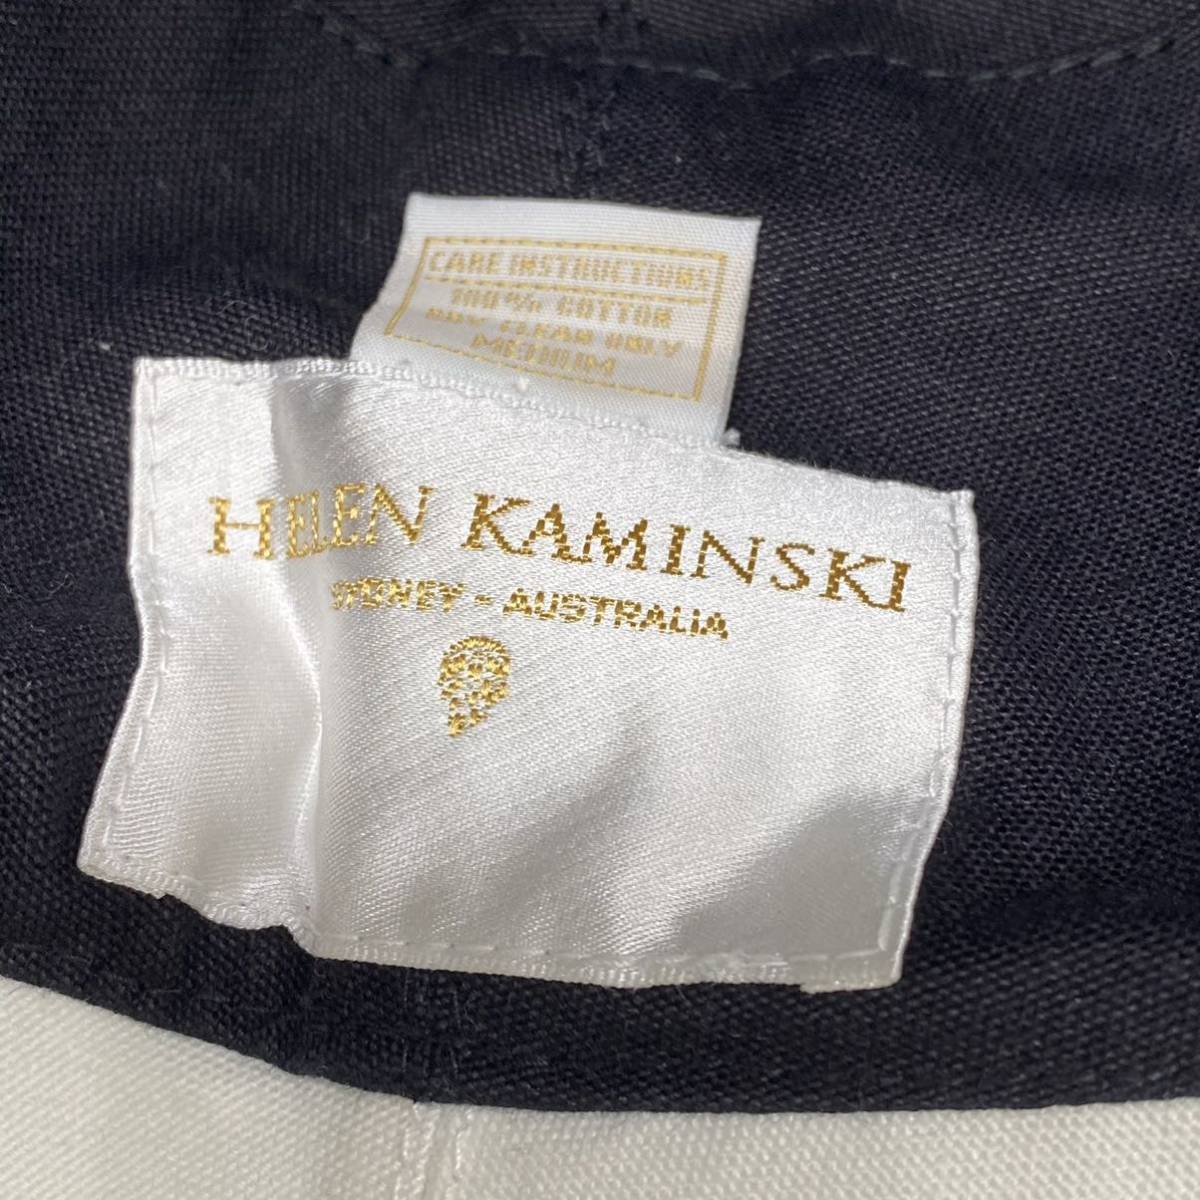 CARE INSTRUCTIONS
100% COTTON
DRY CLEAN ONLY
MEDIUM
HELEN KAMINSKI
SYDNEY - AUSTRALIA